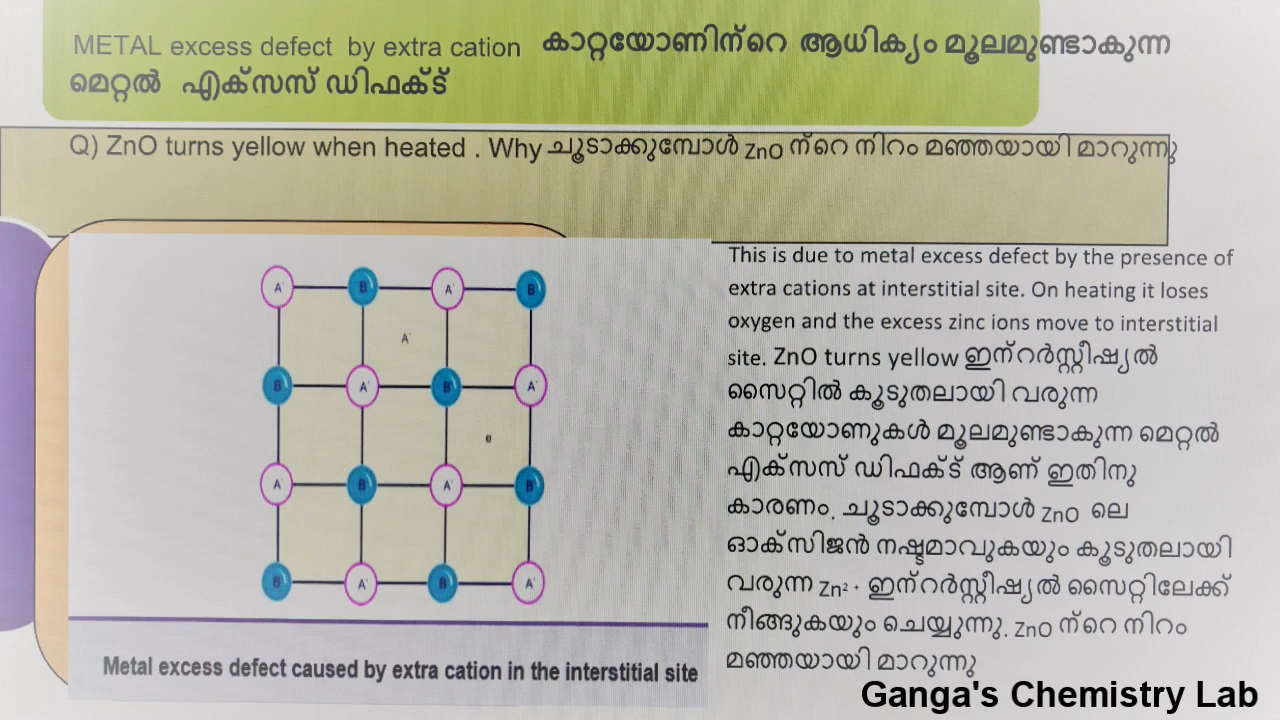 METAL excess defect by extra cation കാറ്റയോണിന്റെ ആധിക്യം മൂലമുണ്ടാകുന്ന
മെറ്റൽ എക്സസ് ഡിഫക്ട്
Q) ZnO turns yellow when heated . Why ചൂടാക്കുമ്പോൾ ZnO ന്റെ നിറം മഞ്ഞയായി മാറുന്നു
A⁺ B⁻ A⁺ B⁻
A⁺
B⁻ A⁺ B⁻ A⁺
e
A⁺ B⁻ A⁺ B⁻
B⁻ A⁺ B⁻ A⁺
Metal excess defect caused by extra cation in the interstitial site
This is due to metal excess defect by the presence of
extra cations at interstitial site. On heating it loses
oxygen and the excess zinc ions move to interstitial
site. ZnO turns yellow ഇന്റർസ്റ്റീഷ്യൽ
സൈറ്റിൽ കൂടുതലായി വരുന്ന
കാറ്റയോണുകൾ മൂലമുണ്ടാകുന്ന മെറ്റൽ
എക്സസ് ഡിഫക്ട് ആണ് ഇതിനു
കാരണം. ചൂടാക്കുമ്പോൾ ZnO ലെ
ഓക്സിജൻ നഷ്ടമാവുകയും കൂടുതലായി
വരുന്ന Zn²⁺ ഇന്റർസ്റ്റീഷ്യൽ സൈറ്റിലേക്ക്
നീങ്ങുകയും ചെയ്യുന്നു. ZnO ന്റെ നിറം
മഞ്ഞയായി മാറുന്നു
Ganga's Chemistry Lab